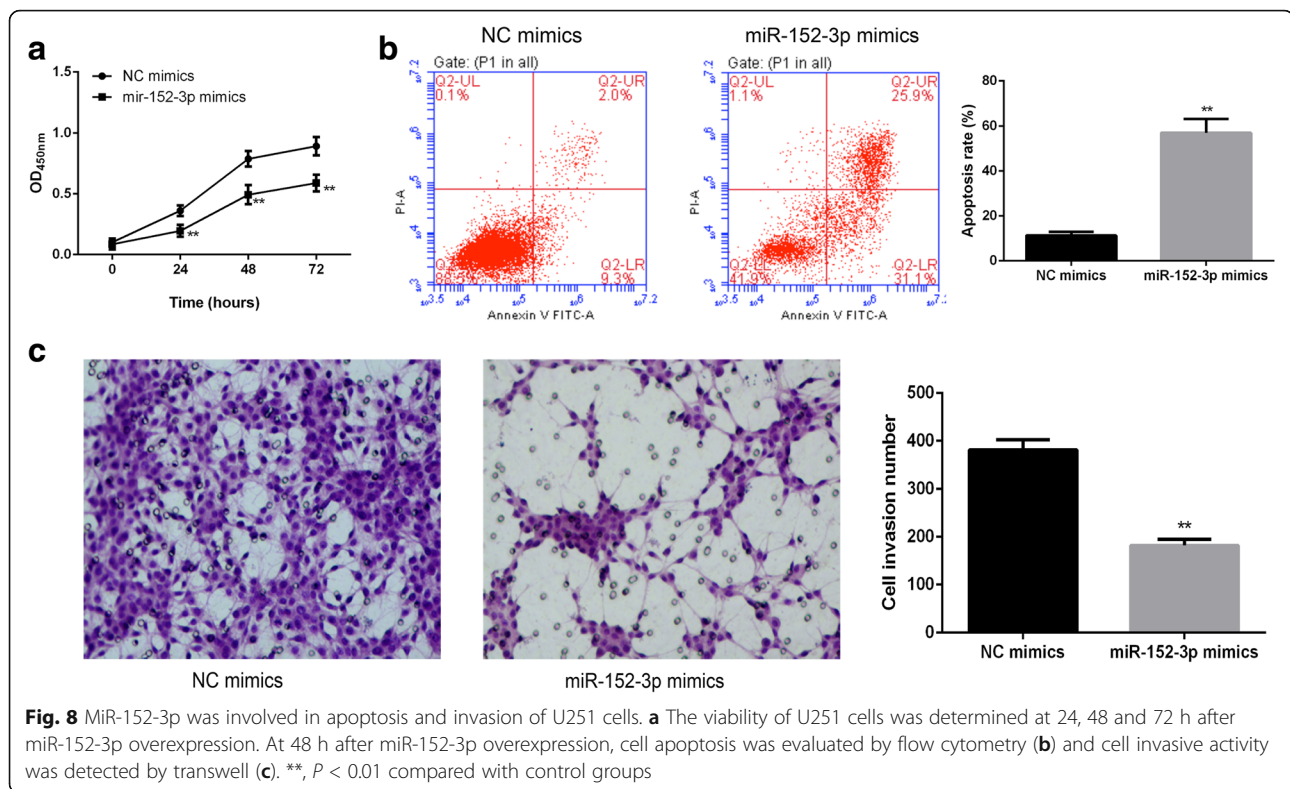 a
NC mimics
mir-152-3p mimics
1.5
1.0
0.5
0.0
OD450nm
**
**
**
0 24 48 72
Time (hours)
b
NC mimics
Gate: (P1 in all)
Q2-UL
0.1%
Q2-UR
2.0%
Q2-LR
9.3%
PI-A
Annexin V FITC-A
miR-152-3p mimics
Gate: (P1 in all)
Q2-UL
1.1%
Q2-UR
25.9%
41.9%
Q2-LR
31.1%
PI-A
Annexin V FITC-A
80
60
40
20
0
Apoptosis rate (%)
**
NC mimics miR-152-3p mimics
c
NC mimics
miR-152-3p mimics
500
400
300
200
100
0
Cell invasion number
**
NC mimics miR-152-3p mimics
Fig. 8 MiR-152-3p was involved in apoptosis and invasion of U251 cells. a The viability of U251 cells was determined at 24, 48 and 72 h after
miR-152-3p overexpression. At 48 h after miR-152-3p overexpression, cell apoptosis was evaluated by flow cytometry (b) and cell invasive activity
was detected by transwell (c). **, P < 0.01 compared with control groups